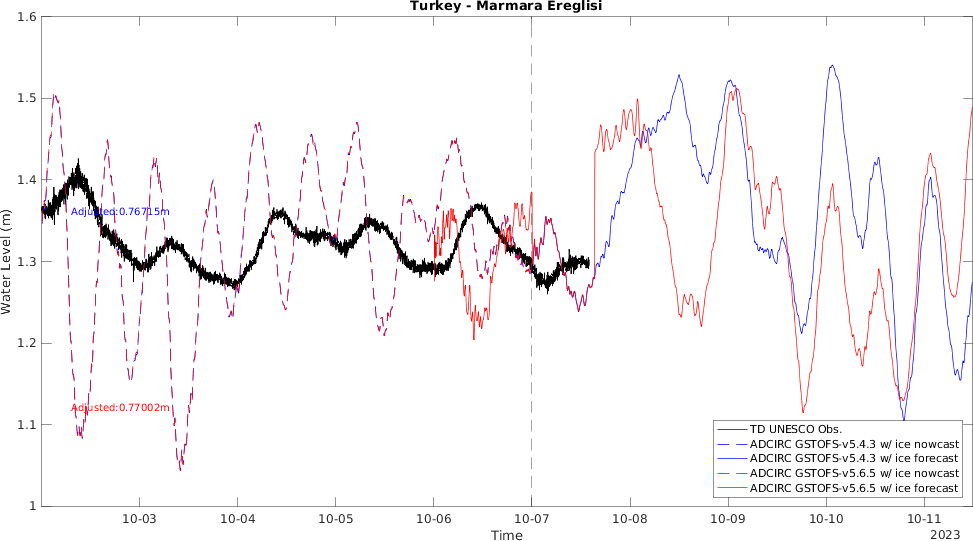 Turkey - Marmara Ereglisi
1.6
1.5
1.4
1.3
1.2
1.1
1
Water Level (m)
Adjusted:0.76715m
Adjusted:0.77002m
TD UNESCO Obs.
ADCIRC GSTOFS-v5.4.3 w/ ice nowcast
ADCIRC GSTOFS-v5.4.3 w/ ice forecast
ADCIRC GSTOFS-v5.6.5 w/ ice nowcast
ADCIRC GSTOFS-v5.6.5 w/ ice forecast
10-03 10-04 10-05 10-06 10-07 10-08 10-09 10-10 10-11
Time
2023